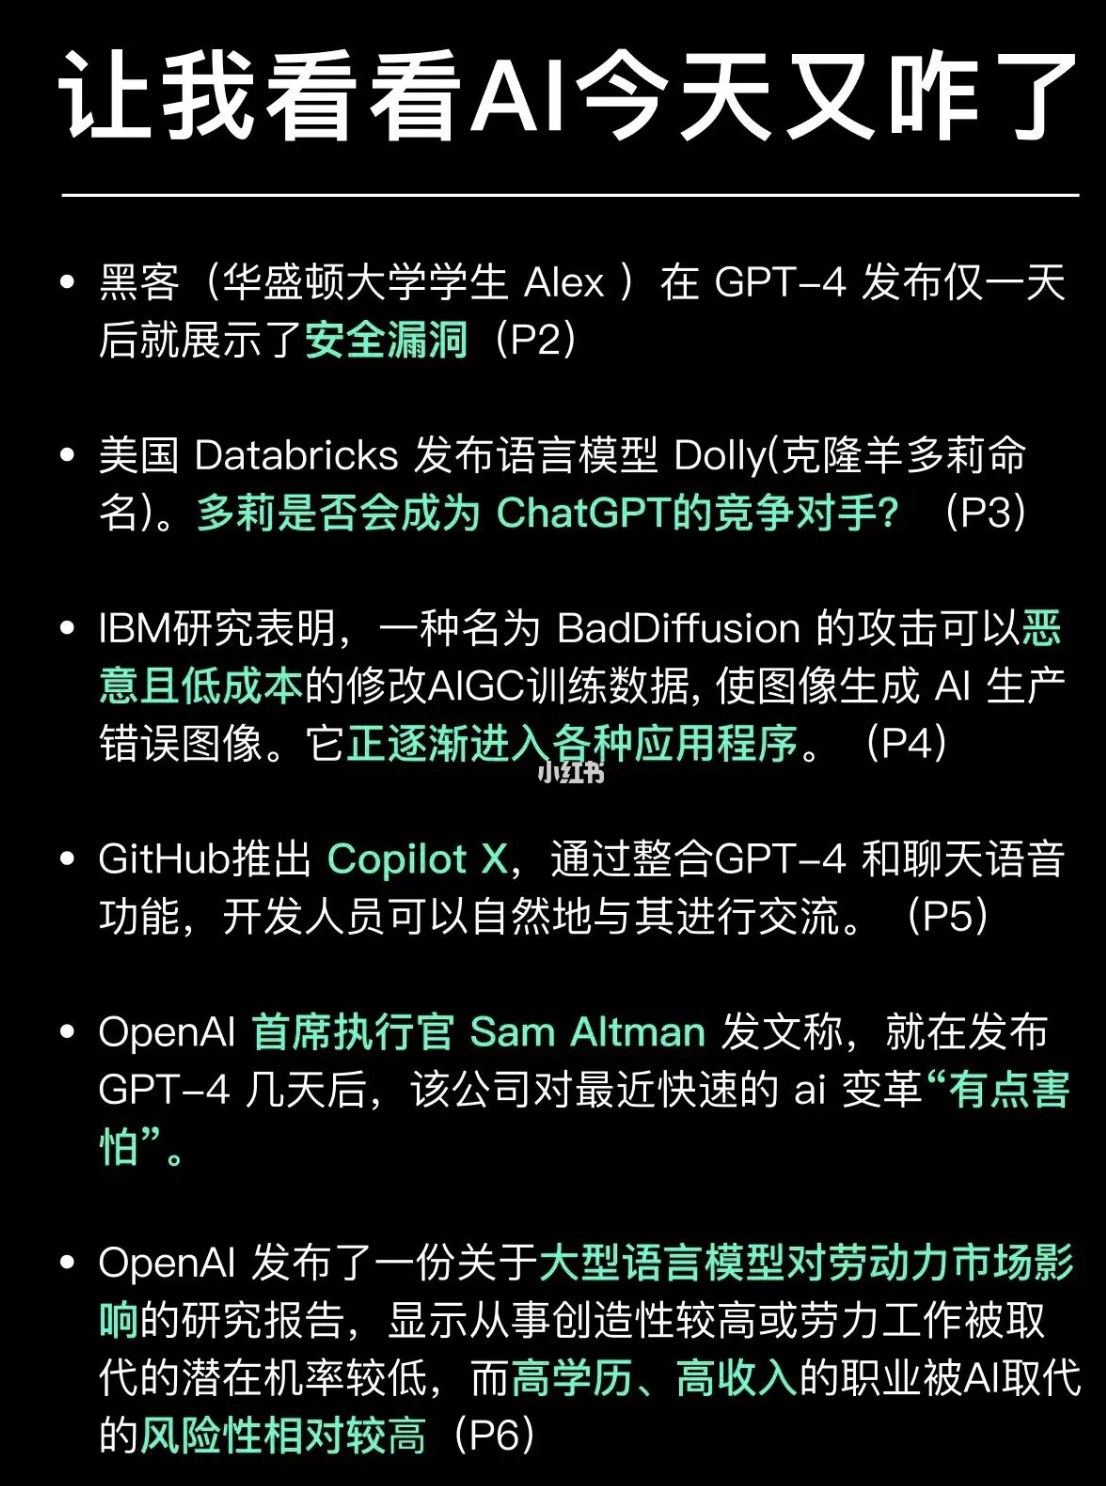 让我看看AI今天又咋了
• 黑客（华盛顿大学学生 Alex ）在 GPT-4 发布仅一天
后就展示了安全漏洞（P2）
• 美国 Databricks 发布语言模型 Dolly(克隆羊多莉命
名)。多莉是否会成为 ChatGPT的竞争对手？（P3）
• IBM研究表明，一种名为 BadDiffusion 的攻击可以恶
意且低成本的修改AIGC训练数据, 使图像生成 AI 生产
错误图像。它正逐渐进入各种应用程序。（P4）
小红书
• GitHub推出 Copilot X，通过整合GPT-4 和聊天语音
功能，开发人员可以自然地与其进行交流。（P5）
• OpenAI 首席执行官 Sam Altman 发文称，就在发布
GPT-4 几天后，该公司对最近快速的 ai 变革“有点害
怕”。
• OpenAI 发布了一份关于大型语言模型对劳动力市场影
响的研究报告，显示从事创造性较高或劳力工作被取
代的潜在机率较低，而高学历、高收入的职业被AI取代
的风险性相对较高（P6）